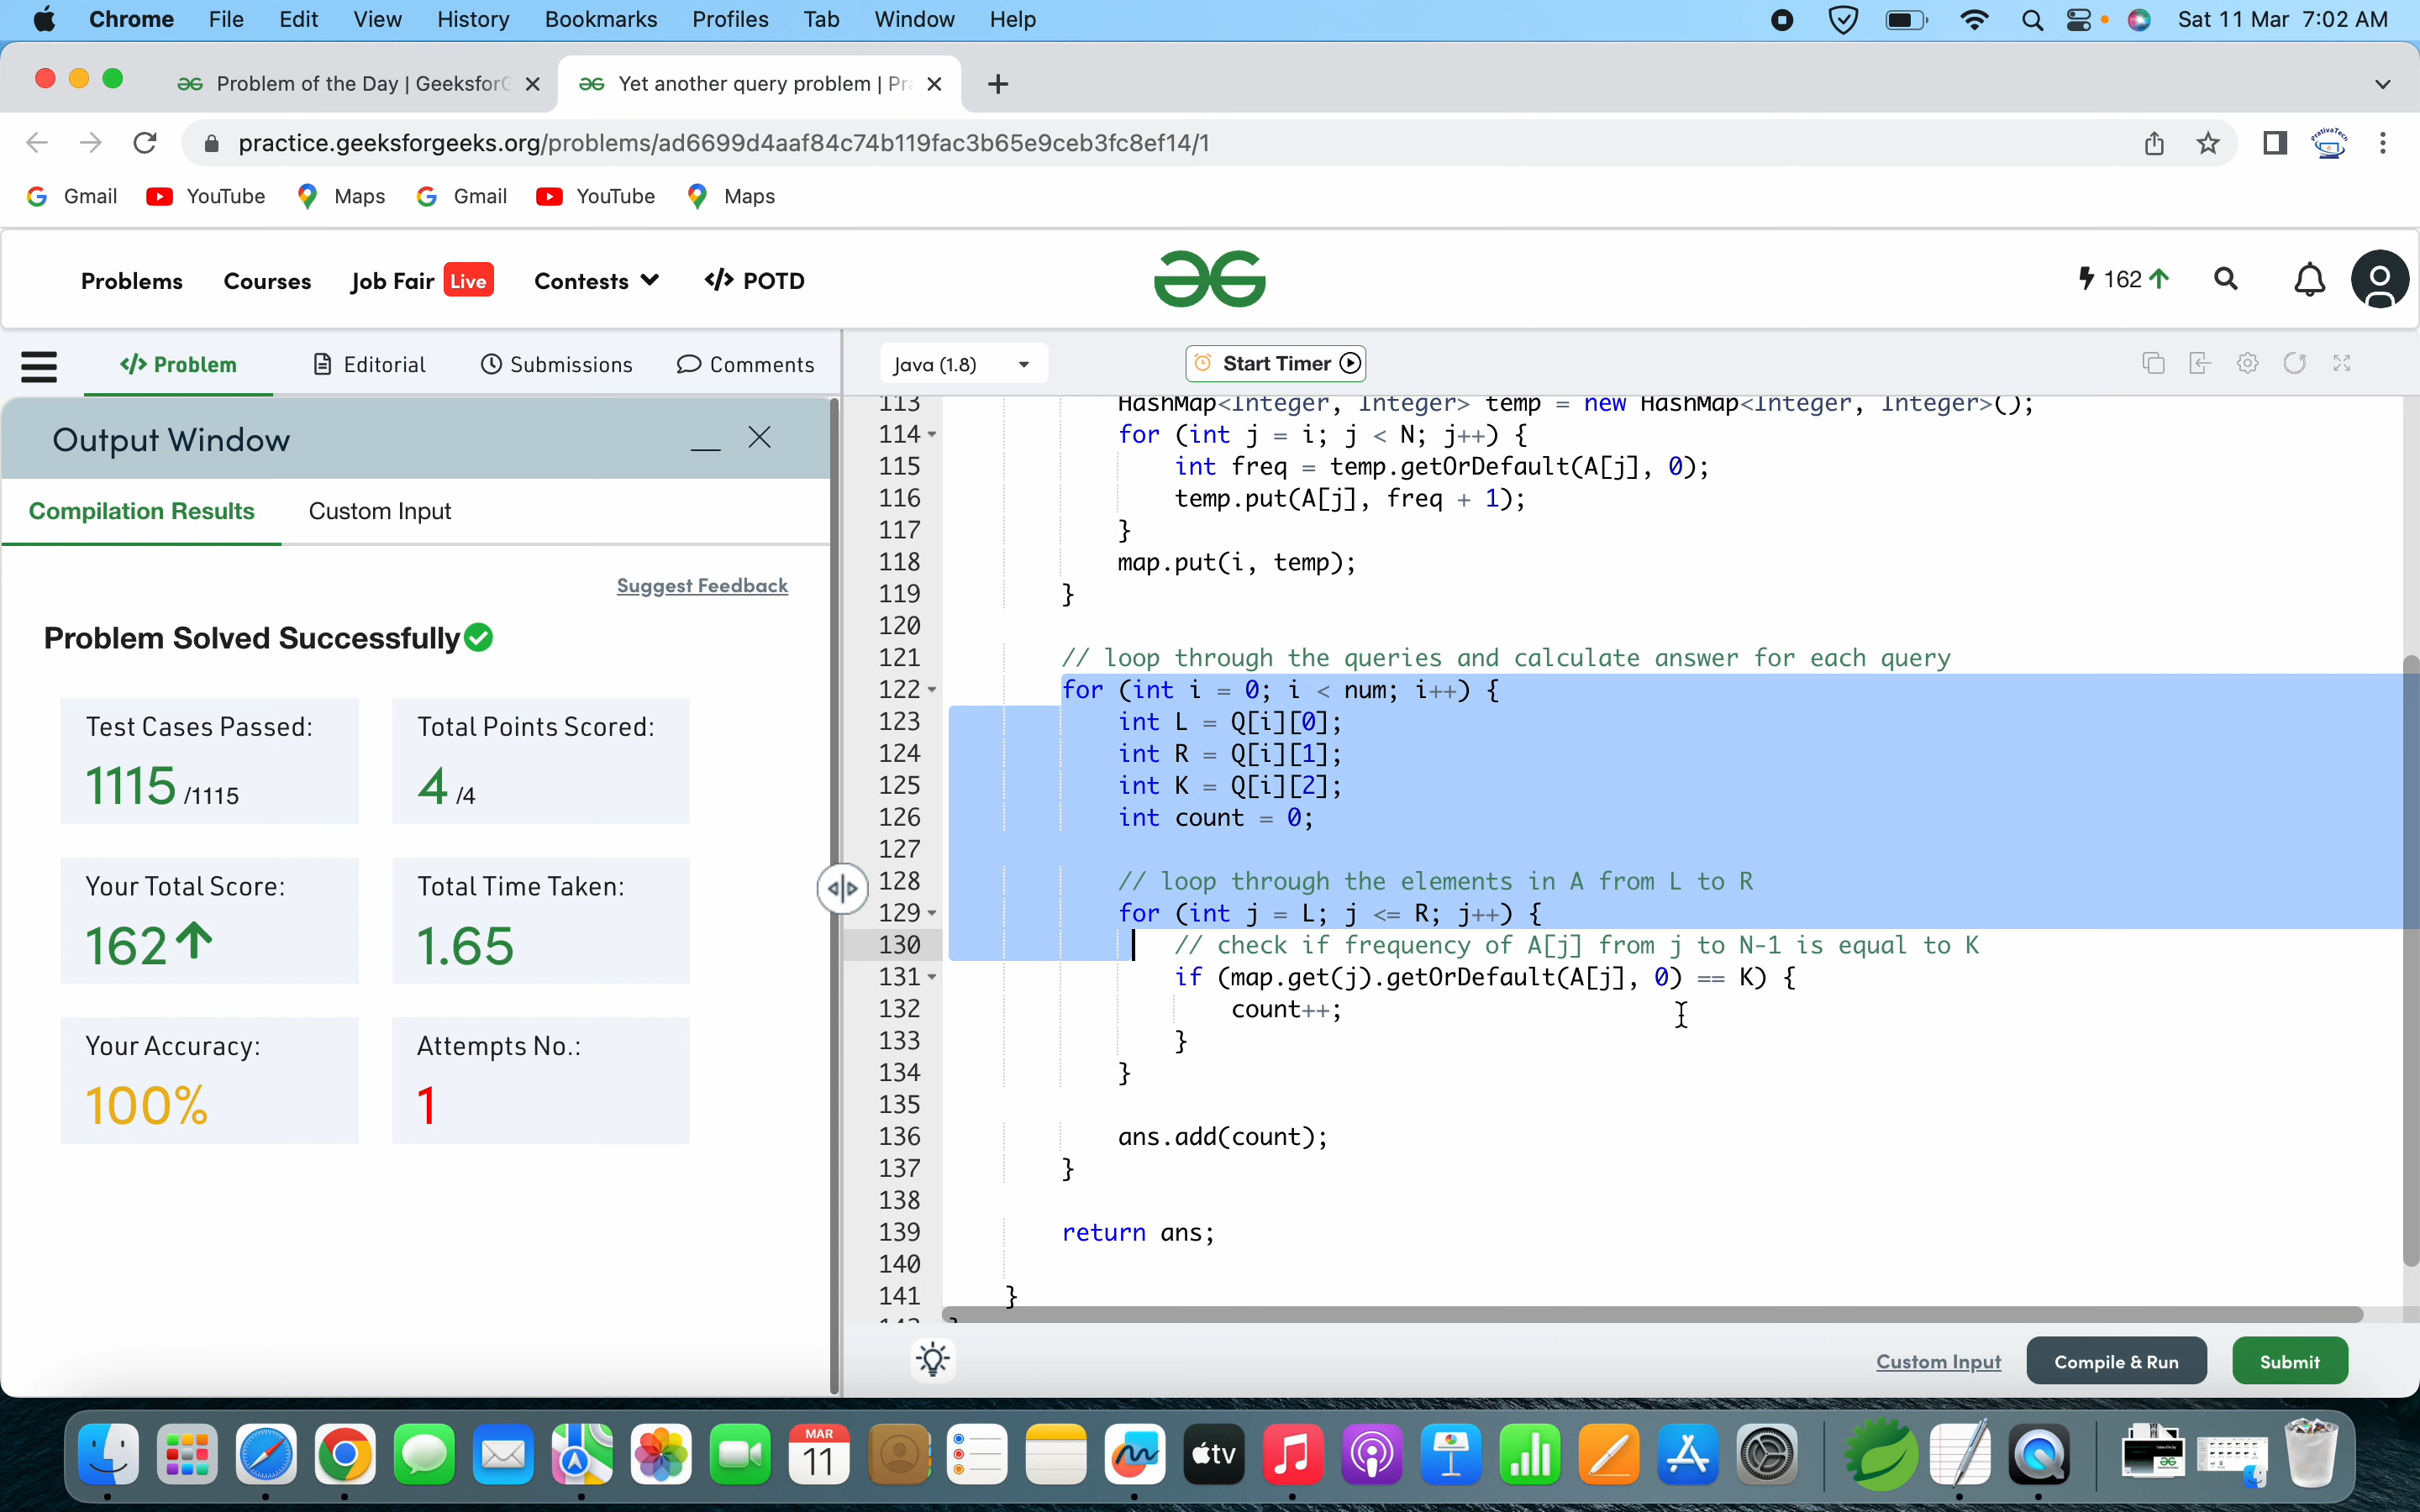 Chrome File Edit View History Bookmarks Profiles Tab Window Help Sat 11 Mar 7:02 AM
Problem of the Day | Geeksfor
Yet another query problem | Pra
practice.geeksforgeeks.org/problems/ad6699d4aaf84c74b119fac3b65e9ceb3fc8ef14/1
Gmail YouTube Maps Gmail YouTube Maps
Problems Courses Job Fair Live Contests </> POTD 162
</> Problem Editorial Submissions Comments
Java (1.8) Start Timer
Output Window
Compilation Results Custom Input
Suggest Feedback
Problem Solved Successfully
Test Cases Passed: Total Points Scored:
1115 /1115 4 /4
Your Total Score: Total Time Taken:
162 1.65
Your Accuracy: Attempts No.:
100% 1
113 HashMap<Integer, Integer> temp = new HashMap<Integer, Integer>();
114 for (int j = i; j < N; j++) {
115 int freq = temp.getOrDefault(A[j], 0);
116 temp.put(A[j], freq + 1);
117 }
118 map.put(i, temp);
119 }
120
121 // loop through the queries and calculate answer for each query
122 for (int i = 0; i < num; i++) {
123 int L = Q[i][0];
124 int R = Q[i][1];
125 int K = Q[i][2];
126 int count = 0;
127
128 // loop through the elements in A from L to R
129 for (int j = L; j <= R; j++) {
130 // check if frequency of A[j] from j to N-1 is equal to K
131 if (map.get(j).getOrDefault(A[j], 0) == K) {
132 count++;
133 }
134 }
135
136 ans.add(count);
137 }
138
139 return ans;
140
141 }
Custom Input Compile & Run Submit
MAR
11
tv